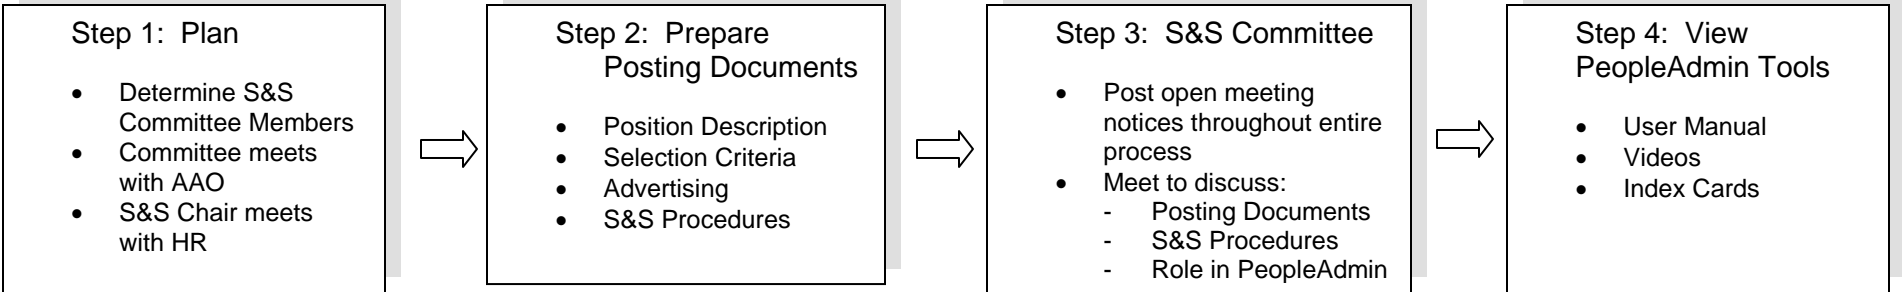 Step 1:  Plan
• Determine S&S
Committee Members
• Committee meets
with AAO
• S&S Chair meets
with HR
Step 2:  Prepare
Posting Documents
• Position Description
• Selection Criteria
• Advertising
• S&S Procedures
Step 3:  S&S Committee
• Post open meeting
notices throughout entire
process
• Meet to discuss:
- Posting Documents
- S&S Procedures
- Role in PeopleAdmin
Step 4:  View
PeopleAdmin Tools
• User Manual
• Videos
• Index Cards